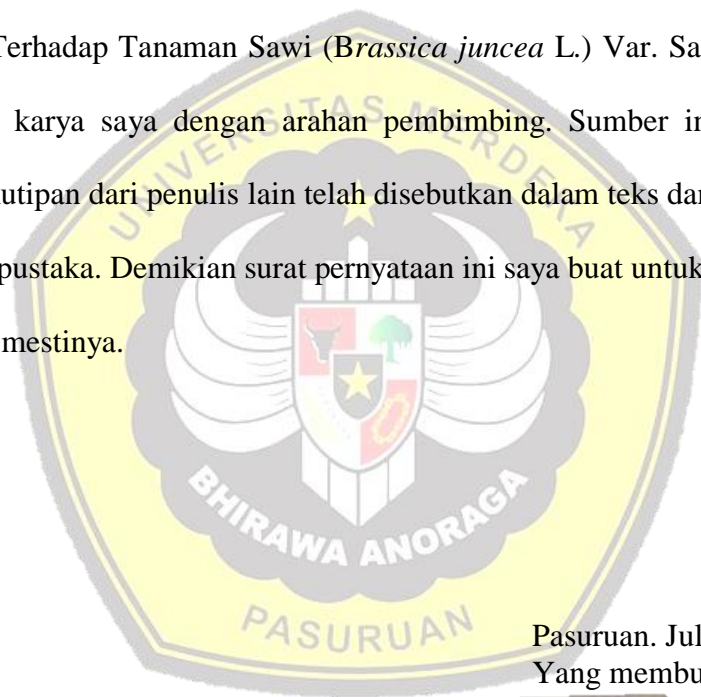 Terhadap Tanaman Sawi (Brassica juncea L.) Var. Sa
karya saya dengan arahan pembimbing. Sumber in
kutipan dari penulis lain telah disebutkan dalam teks dan
pustaka. Demikian surat pernyataan ini saya buat untuk
mestinya.
UNIVERSITAS MERDEKA
BHIRAWA ANORAGA
PASURUAN
Pasuruan. Jul
Yang membu